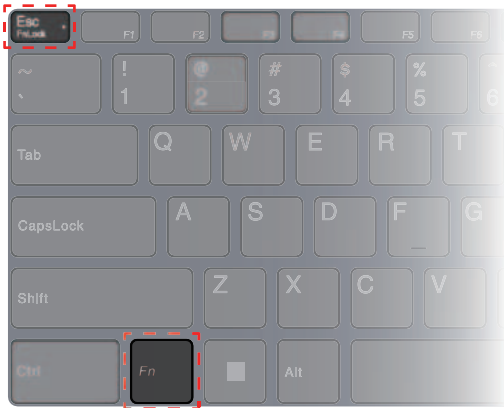 Esc
FnLock
F1 F2 F3 F4 F5
~ ! @ # $ %
` 1 2 3 4 5 6
Tab Q W E R T
CapsLock A S D F G
Shift Z X C V
Ctrl Fn Alt